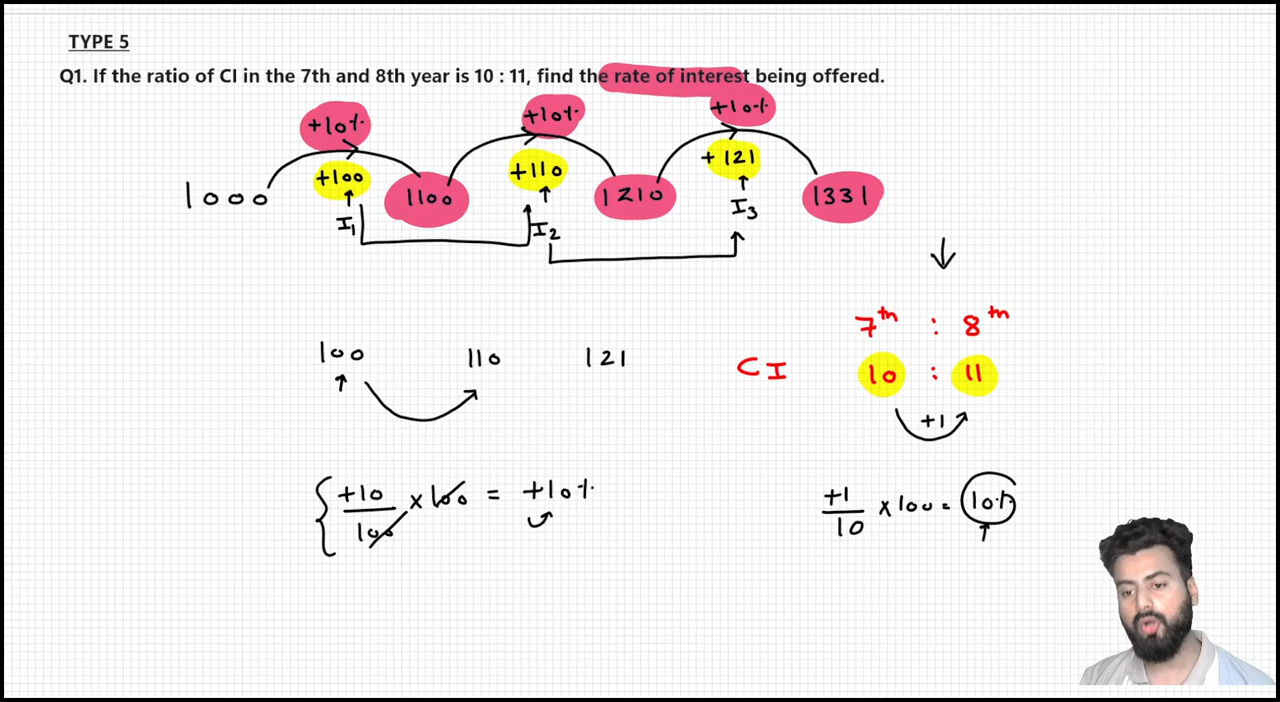 TYPE 5
Q1. If the ratio of CI in the 7th and 8th year is 10 : 11, find the rate of interest being offered.
+10% +10% +10%
+100 +110 +121
1000 1100 1210 1331
I1 I2 I3
7th : 8th
100 110 121
CI 10 : 11
+1
+10/100 x 100 = +10%
+1/10 x 100 = 10%